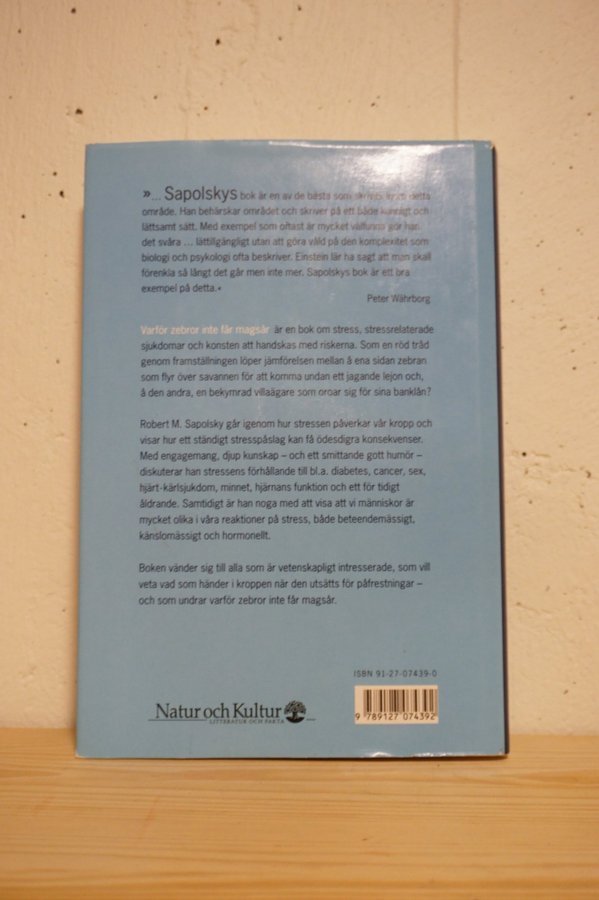 »... Sapolskys bok är en av de bästa som skrivits inom detta
område. Han behärskar området och skriver på ett både kunnigt och
lättsamt sätt. Med exempel som oftast är mycket välfunna gör han
det svåra ... lättillgängligt utan att göra våld på den komplexitet som
biologi och psykologi ofta beskriver. Einstein lär ha sagt att man skall
förenkla så långt det går men inte mer. Sapolskys bok är ett bra
exempel på detta.«
Peter Währborg
Varför zebror inte får magsår är en bok om stress, stressrelaterade
sjukdomar och konsten att handskas med riskerna. Som en röd tråd
genom framställningen löper jämförelsen mellan å ena sidan zebran
som flyr över savannen för att komma undan ett jagande lejon och,
å den andra, en bekymrad villaägare som oroar sig för sina banklån?
Robert M. Sapolsky går igenom hur stressen påverkar vår kropp och
visar hur ett ständigt stresspåslag kan få ödesdigra konsekvenser.
Med engagemang, djup kunskap – och ett smittande gott humör –
diskuterar han stressens förhållande till bl.a. diabetes, cancer, sex,
hjärt-kärlsjukdom, minnet, hjärnans funktion och ett för tidigt
åldrande. Samtidigt är han noga med att visa att vi människor är
mycket olika i våra reaktioner på stress, både beteendemässigt,
känslomässigt och hormonellt.
Boken vänder sig till alla som är vetenskapligt intresserade, som vill
veta vad som händer i kroppen när den utsätts för påfrestningar –
och som undrar varför zebror inte får magsår.
ISBN 91-27-07439-0
9 789127 074392
Natur och Kultur
LITTERATUR OCH FAKTA